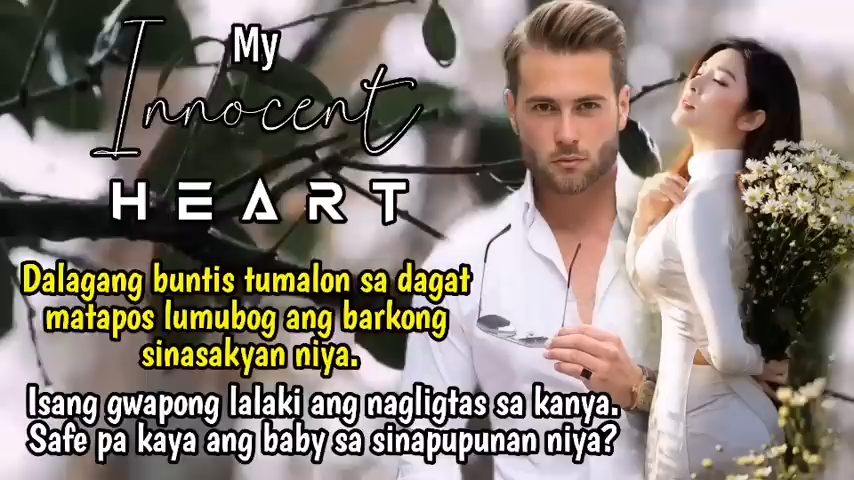 My
Innocent
HEART
Dalagang buntis tumalon sa dagat
matapos lumubog ang barkong
sinasakyan niya.
Isang gwapong lalaki ang nagligtas sa kanya.
Safe pa kaya ang baby sa sinapupunan niya?